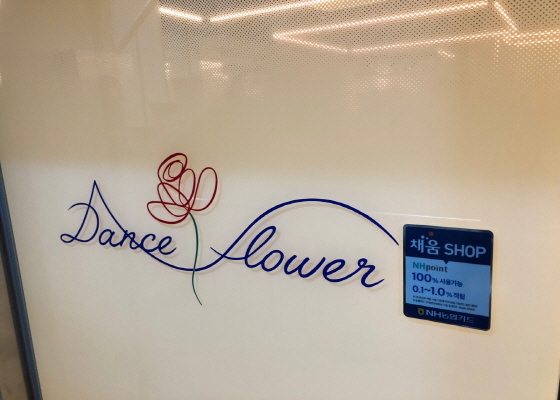 Dance flower
채움 SHOP
NHpoint
100% 사용가능
0.1~1.0% 적립
NH농협카드